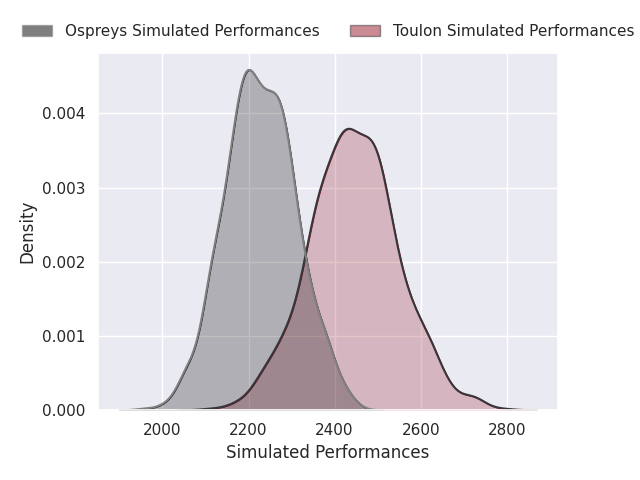 Ospreys Simulated Performances Toulon Simulated Performances
0.004
0.003
0.002
0.001
0.000
Density
2000 2200 2400 2600 2800
Simulated Performances